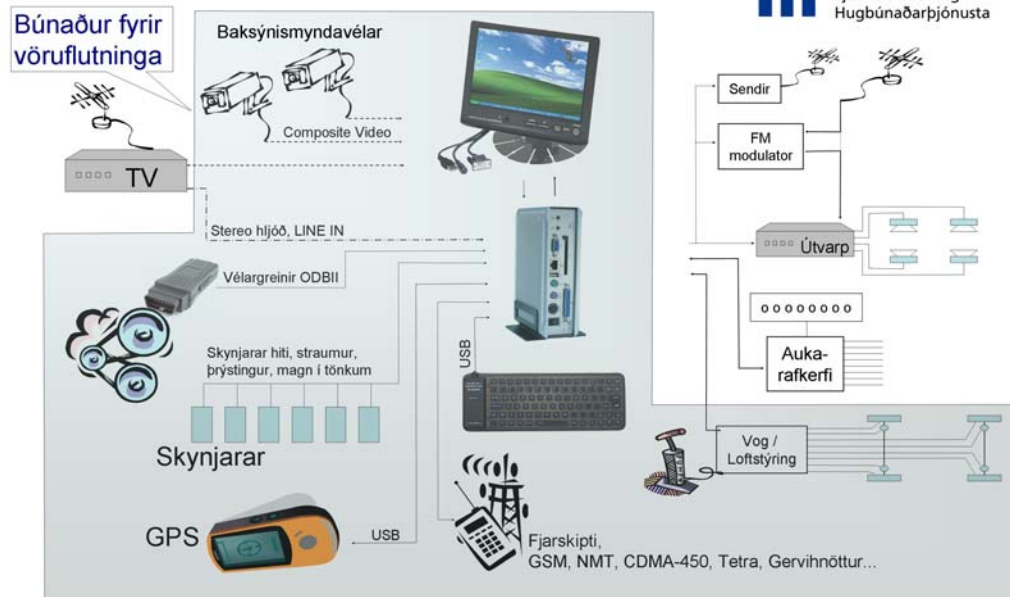 Búnaður fyrir
vöruflutninga
Hugbúnaðarþjónusta
Baksýnismyndavélar
Composite Video
TV
Stereo hljóð, LINE IN
Vélargreinir ODBII
Skynjarar hiti, straumur,
þrýstingur, magn í tönkum
Skynjarar
GPS
USB
USB
Fjarskipti,
GSM, NMT, CDMA-450, Tetra, Gervihnöttur...
Sendir
FM
modulator
Útvarp
o o o o o o o o
Auka-
rafkerfi
Vog /
Loftstýring